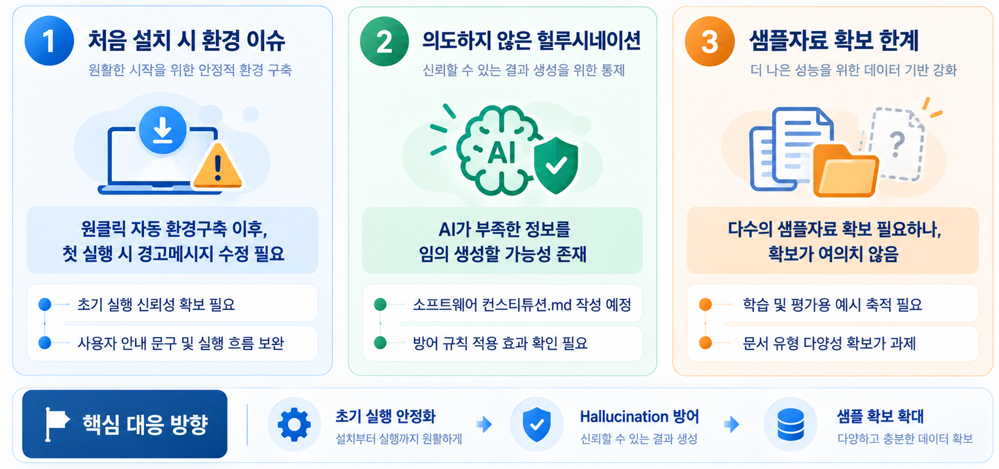 1
처음 설치 시 환경 이슈
원활한 시작을 위한 안정적 환경 구축
원클릭 자동 환경구축 이후,
첫 실행 시 경고메시지 수정 필요
초기 실행 신뢰성 확보 필요
사용자 안내 문구 및 실행 흐름 보완
2
의도하지 않은 헐루시네이션
신뢰할 수 있는 결과 생성을 위한 통제
AI
AI가 부족한 정보를
임의 생성할 가능성 존재
소프트웨어 컨스티튜션.md 작성 예정
방어 규칙 적용 효과 확인 필요
3
샘플자료 확보 한계
더 나은 성능을 위한 데이터 기반 강화
?
다수의 샘플자료 확보 필요하나,
확보가 여의치 않음
학습 및 평가용 예시 축적 필요
문서 유형 다양성 확보가 과제
핵심 대응 방향
초기 실행 안정화
설치부터 실행까지 원활하게
Hallucination 방어
신뢰할 수 있는 결과 생성
샘플 확보 확대
다양하고 충분한 데이터 확보